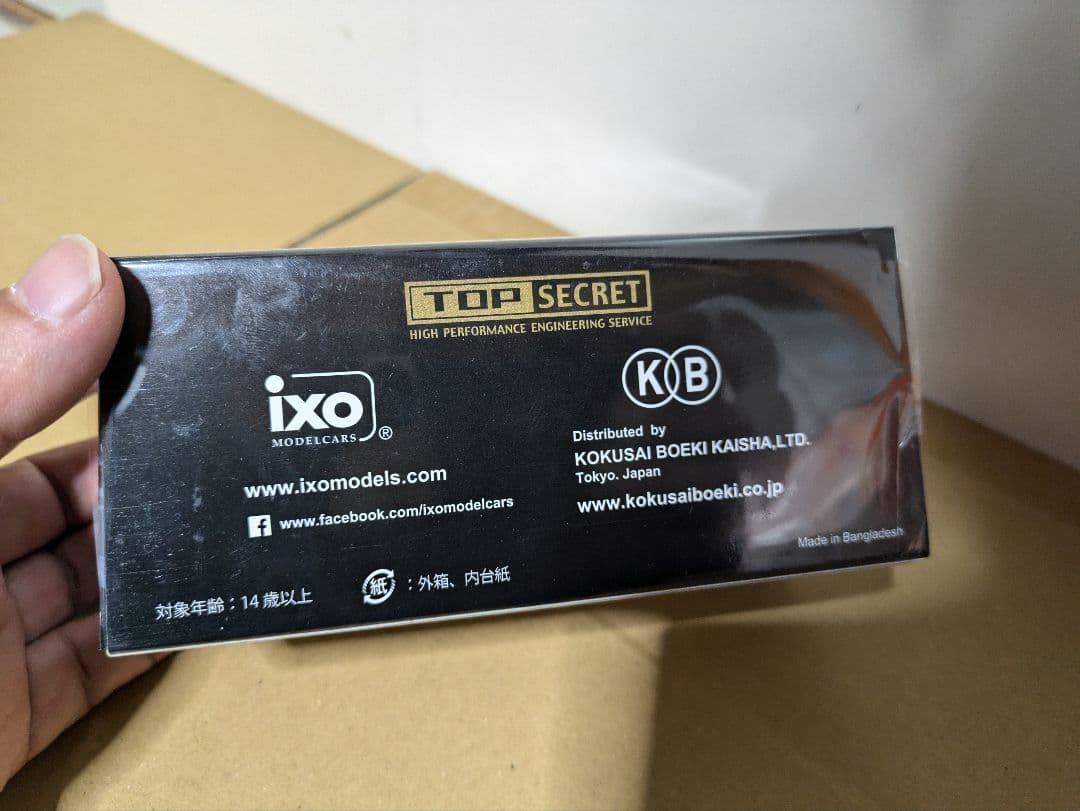 TOP SECRET
HIGH PERFORMANCE ENGINEERING SERVICE
ixo
MODELCARS ®
www.ixomodels.com
f www.facebook.com/ixomodelcars
KB
Distributed by
KOKUSAI BOEKI KAISHA,LTD.
Tokyo. Japan
www.kokusaiboeki.co.jp
Made in Bangladesh
対象年齢：14歳以上
紙：外箱、内台紙